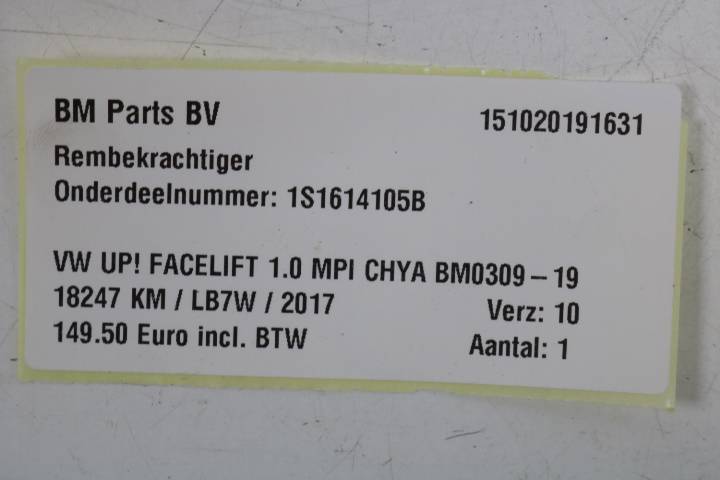 BM Parts BV 151020191631
Rembekrachtiger
Onderdeelnummer: 1S1614105B
VW UP! FACELIFT 1.0 MPI CHYA BM0309-19
18247 KM / LB7W / 2017 Verz: 10
149.50 Euro incl. BTW Aantal: 1